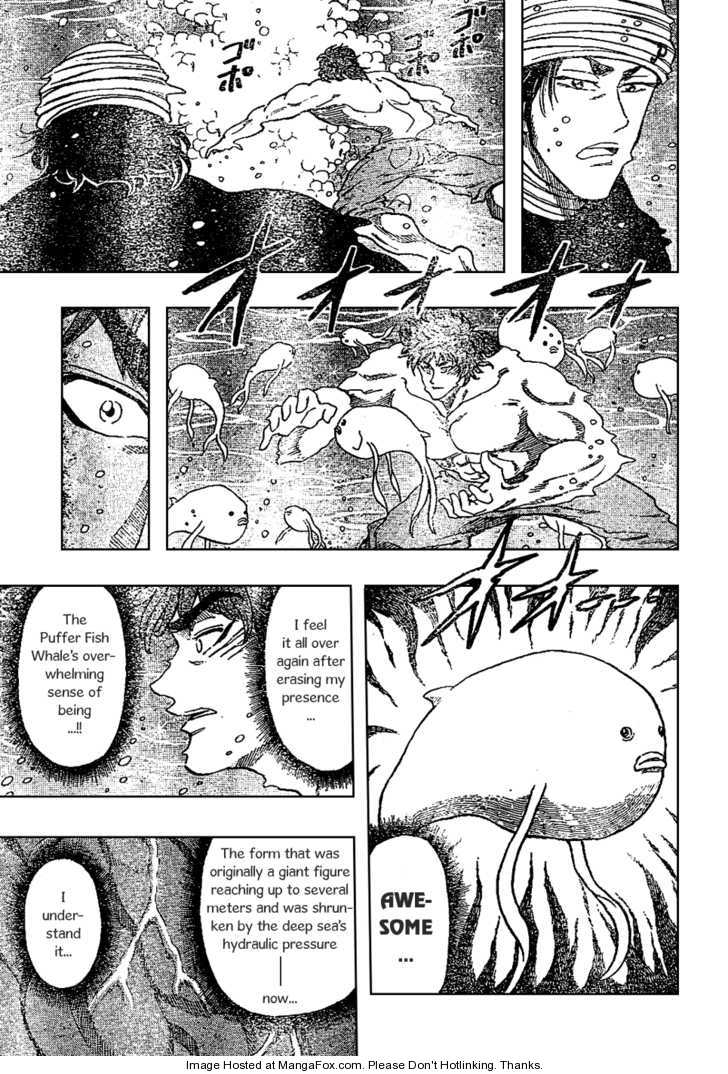 ゴポ
ゴポ
P
オオオオオ
オオ……
AWE-
SOME
...
I feel
it all over
again after
erasing my
presence
...
The
Puffer Fish
Whale's over-
whelming
sense of
being
...!!
The form that was
originally a giant figure
reaching up to several
meters and was shrun-
ken by the deep sea's
hydraulic pressure
—
now...
I
under-
stand
it...
Image Hosted at MangaFox.com. Please Don't Hotlinking. Thanks.